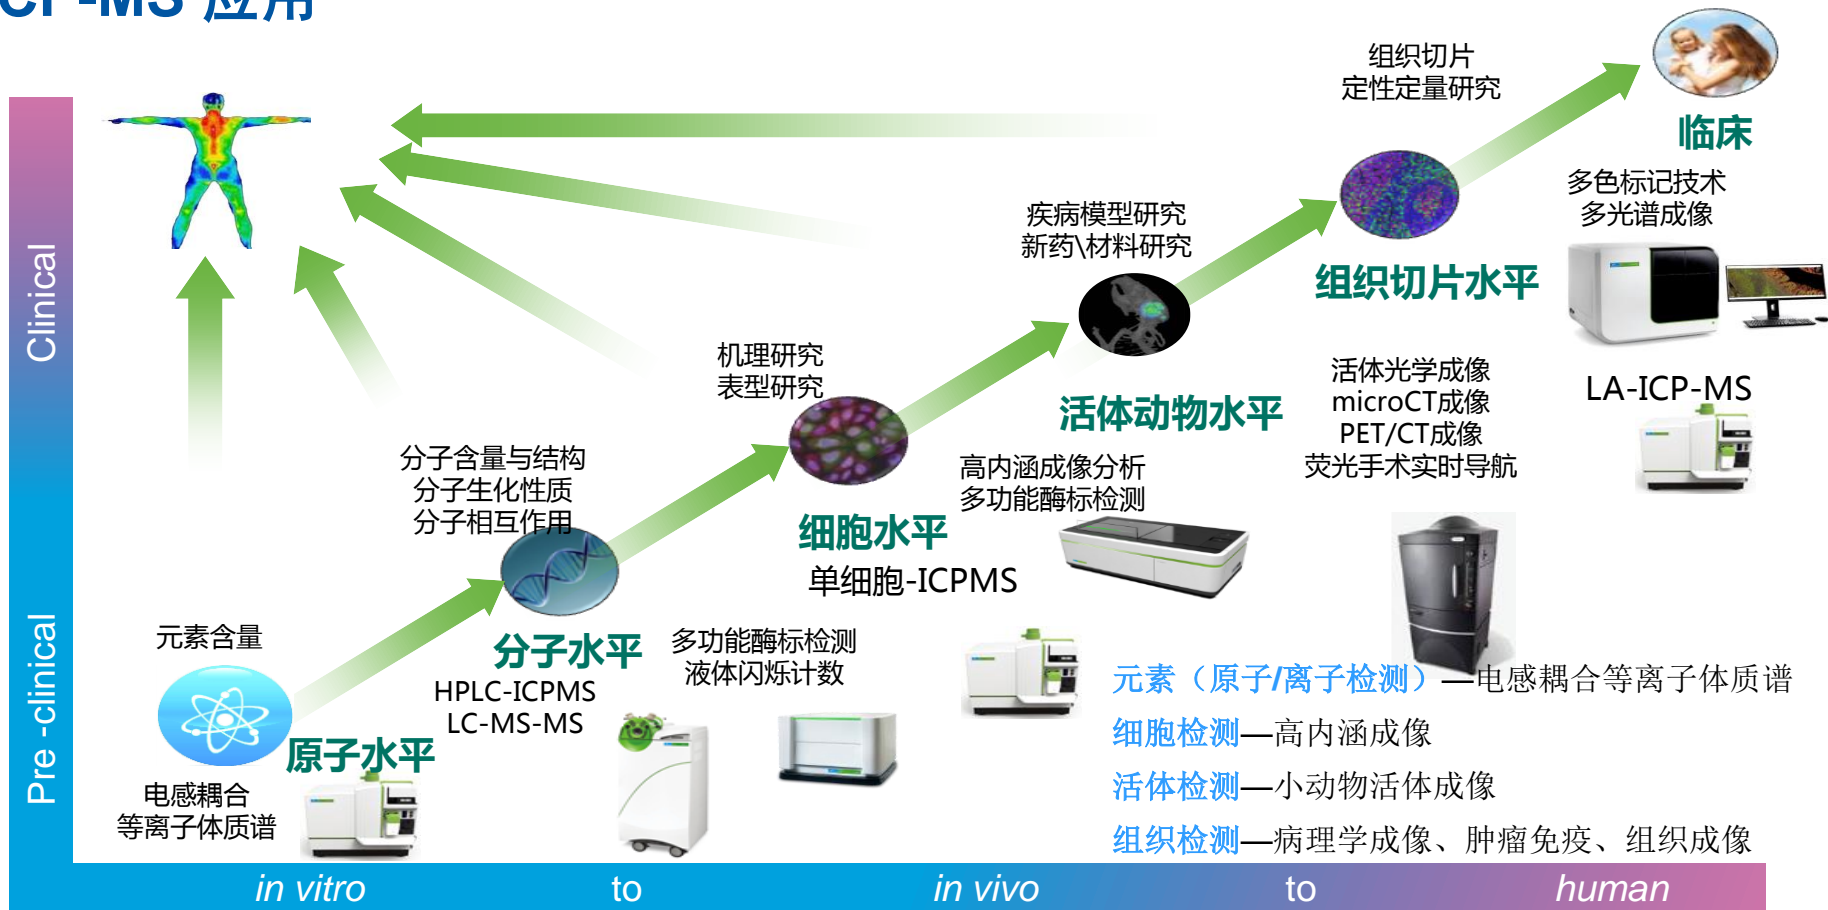 CP-MS 应用
组织切片
定性定量研究
临床
多色标记技术
多光谱成像
疾病模型研究
新药\材料研究
组织切片水平
Clinical
机理研究
表型研究
活体动物水平
活体光学成像
microCT成像
PET/CT成像
荧光手术实时导航
LA-ICP-MS
分子含量与结构
分子生化性质
分子相互作用
高内涵成像分析
多功能酶标检测
细胞水平
单细胞-ICPMS
Pre -clinical
元素含量
分子水平
HPLC-ICPMS
LC-MS-MS
多功能酶标检测
液体闪烁计数
原子水平
电感耦合
等离子体质谱
元素（原子/离子检测）—电感耦合等离子体质谱
细胞检测—高内涵成像
活体检测—小动物活体成像
组织检测—病理学成像、肿瘤免疫、组织成像
in vitro to in vivo to human